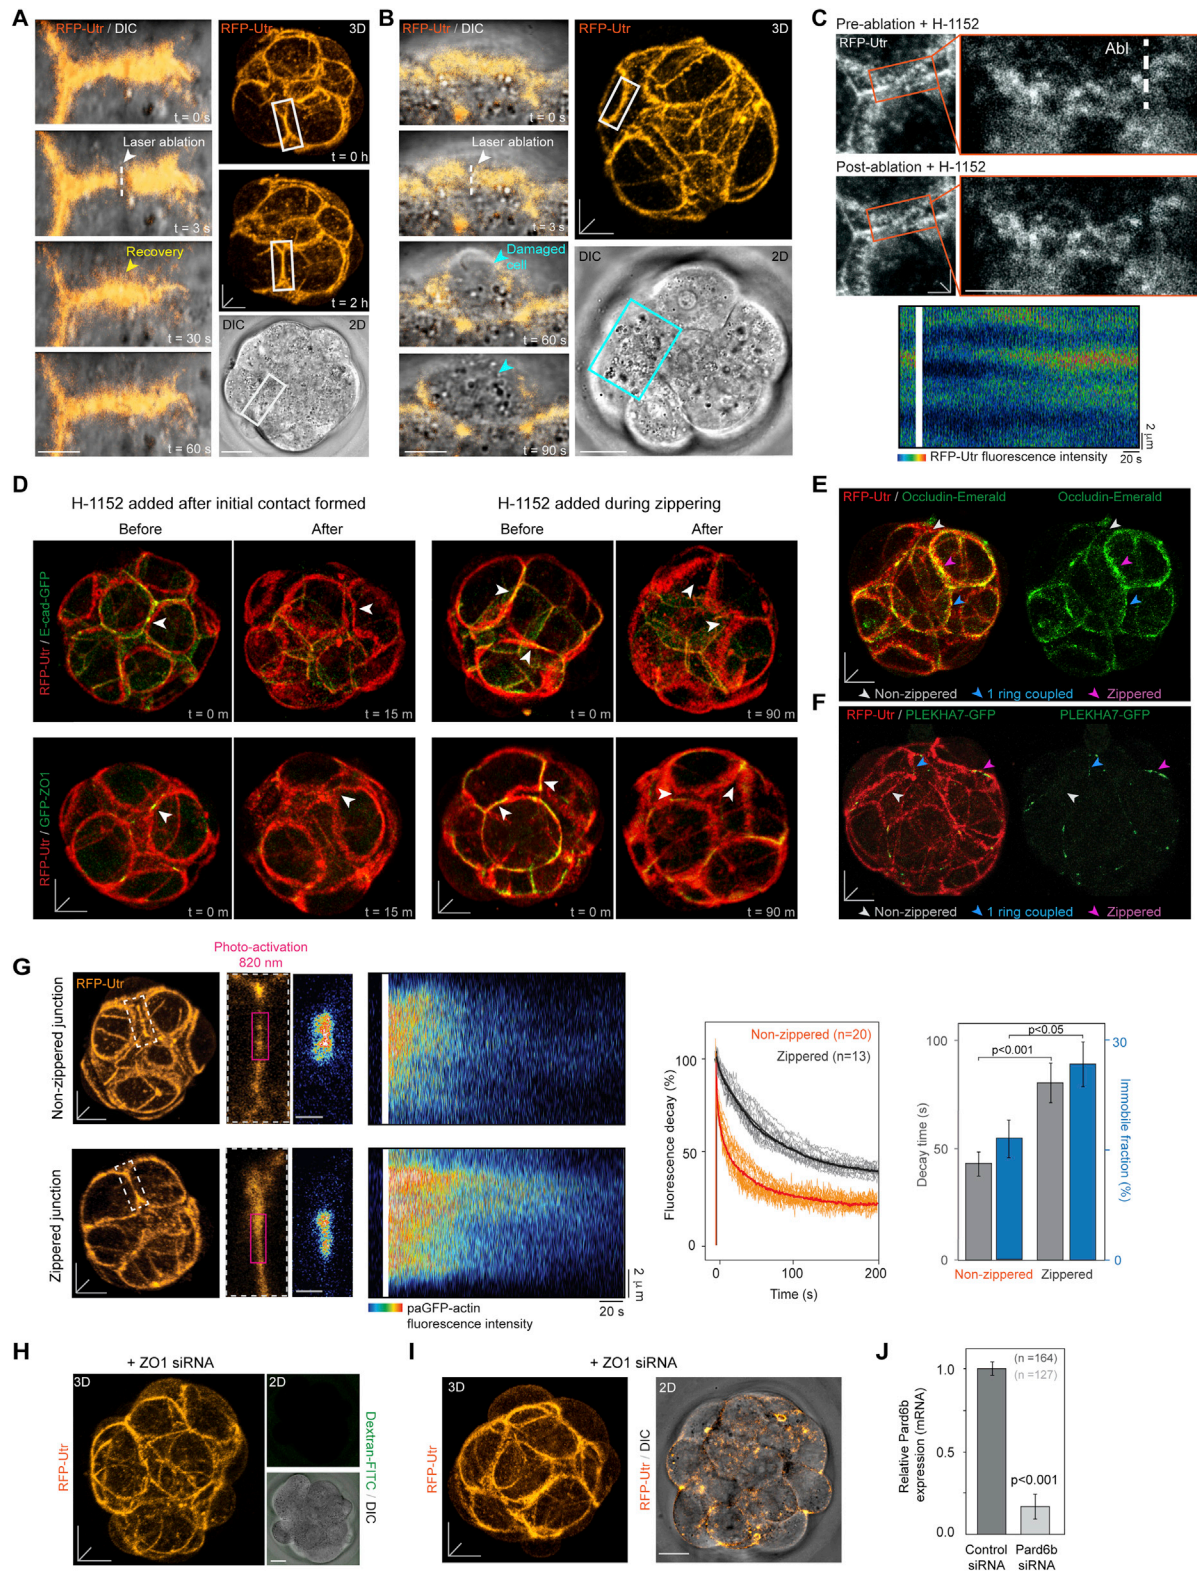 A
RFP-Utr / DIC
t = 0 s
Laser ablation
t = 3 s
Recovery
t = 30 s
t = 60 s
RFP-Utr
3D
t = 0 h
t = 2 h
DIC
2D
B
RFP-Utr / DIC
t = 0 s
Laser ablation
t = 3 s
Damaged
cell
t = 60 s
t = 90 s
RFP-Utr
3D
DIC
2D
C
Pre-ablation + H-1152
RFP-Utr
Abl
Post-ablation + H-1152
2 μm
20 s
RFP-Utr fluorescence intensity
D
H-1152 added after initial contact formed
H-1152 added during zippering
Before
After
Before
After
RFP-Utr / E-cad-GFP
t = 0 m
t = 15 m
t = 0 m
t = 90 m
RFP-Utr / GFP-ZO1
t = 0 m
t = 15 m
t = 0 m
t = 90 m
E
RFP-Utr / Occludin-Emerald
Occludin-Emerald
Non-zippered
1 ring coupled
Zippered
F
RFP-Utr / PLEKHA7-GFP
PLEKHA7-GFP
Non-zippered
1 ring coupled
Zippered
G
Photo-activation
820 nm
Non-zippered junction
RFP-Utr
Zippered junction
2 μm
20 s
paGFP-actin
fluorescence intensity
Non-zippered (n=20)
Zippered (n=13)
Fluorescence decay (%)
100
50
0
0
100
200
Time (s)
p<0.05
p<0.001
Decay time (s)
100
50
0
30
0
Immobile fraction (%)
Non-zippered
Zippered
H
+ ZO1 siRNA
3D
2D
RFP-Utr
Dextran-FITC / DIC
I
+ ZO1 siRNA
3D
2D
RFP-Utr
RFP-Utr / DIC
J
(n =164)
(n =127)
p<0.001
Relative Pard6b
expression (mRNA)
1.0
0.5
0.0
Control
siRNA
Pard6b
siRNA